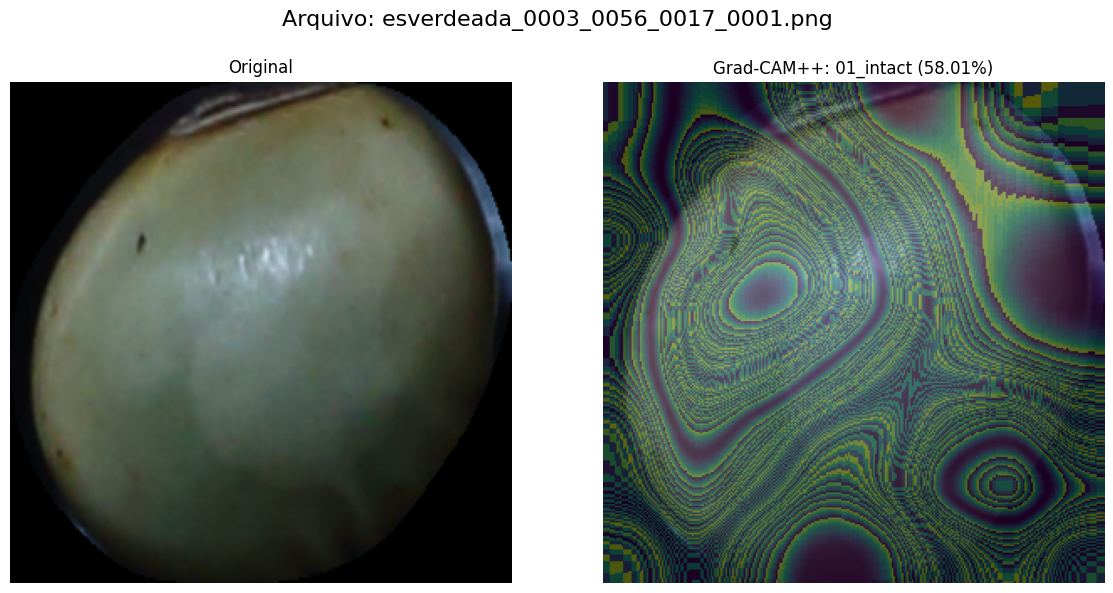 Arquivo: esverdeada_0003_0056_0017_0001.png
Original
Grad-CAM++: 01_intact (58.01%)